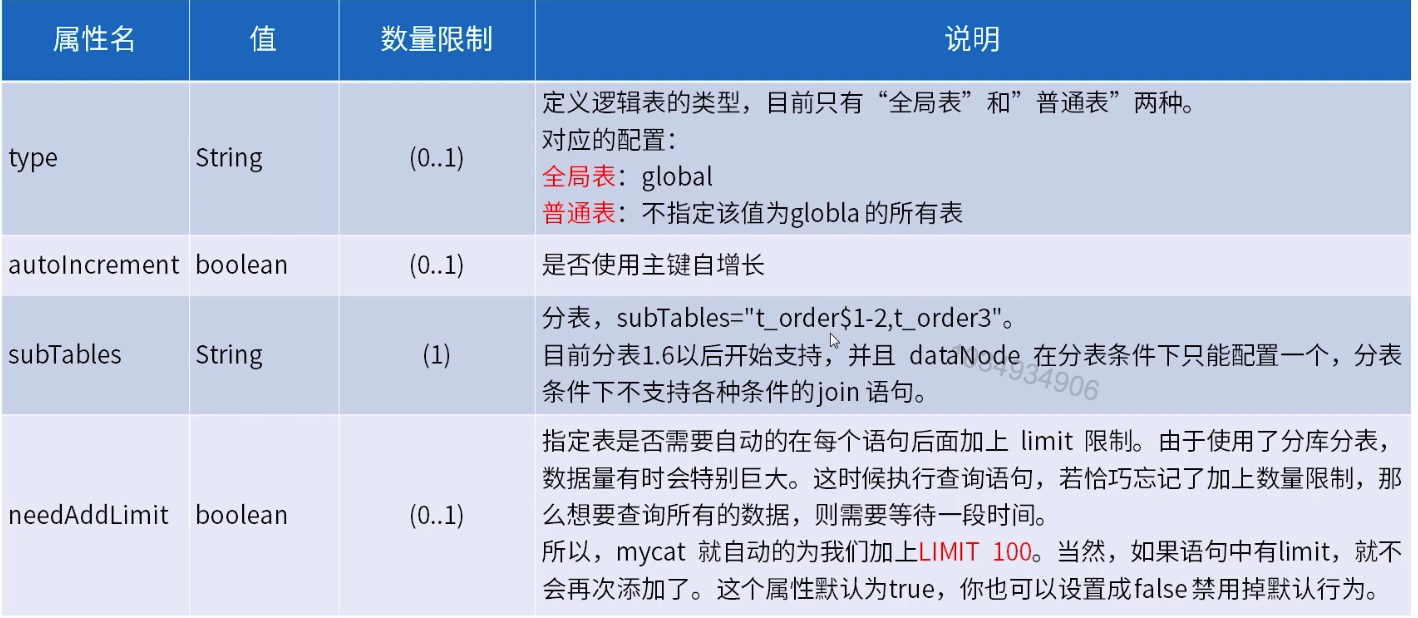 属性名 值 数量限制 说明
定义逻辑表的类型，目前只有“全局表”和”普通表”两种。
对应的配置：
type String (0..1)
全局表：global
普通表：不指定该值为globla 的所有表
autoIncrement boolean (0..1) 是否使用主键自增长
分表，subTables="t_order$1-2,t_order3"。
subTables String (1) 目前分表1.6以后开始支持，并且 dataNode 在分表条件下只能配置一个，分表
条件下不支持各种条件的join 语句。
指定表是否需要自动的在每个语句后面加上 limit 限制。由于使用了分库分表，
数据量有时会特别巨大。这时候执行查询语句，若恰巧忘记了加上数量限制，那
needAddLimit boolean (0..1) 么想要查询所有的数据，则需要等待一段时间。
所以，mycat 就自动的为我们加上LIMIT 100。当然，如果语句中有limit，就不
会再次添加了。这个属性默认为true，你也可以设置成false 禁用掉默认行为。